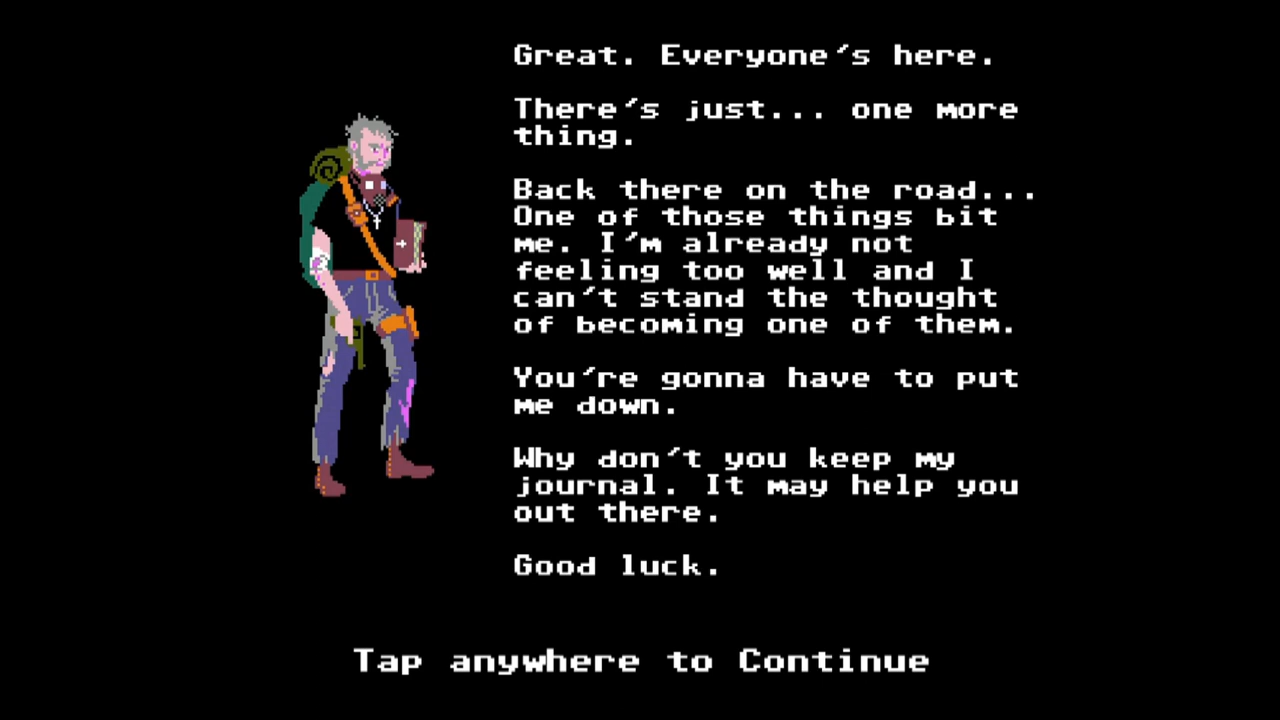 Great. Everyone's here.
There's just... one more
thing.
Back there on the road...
One of those things bit
me. I'm already not
feeling too well and I
can't stand the thought
of becoming one of them.
You're gonna have to put
me down.
Why don't you keep my
journal. It may help you
out there.
Good luck.
Tap anywhere to Continue